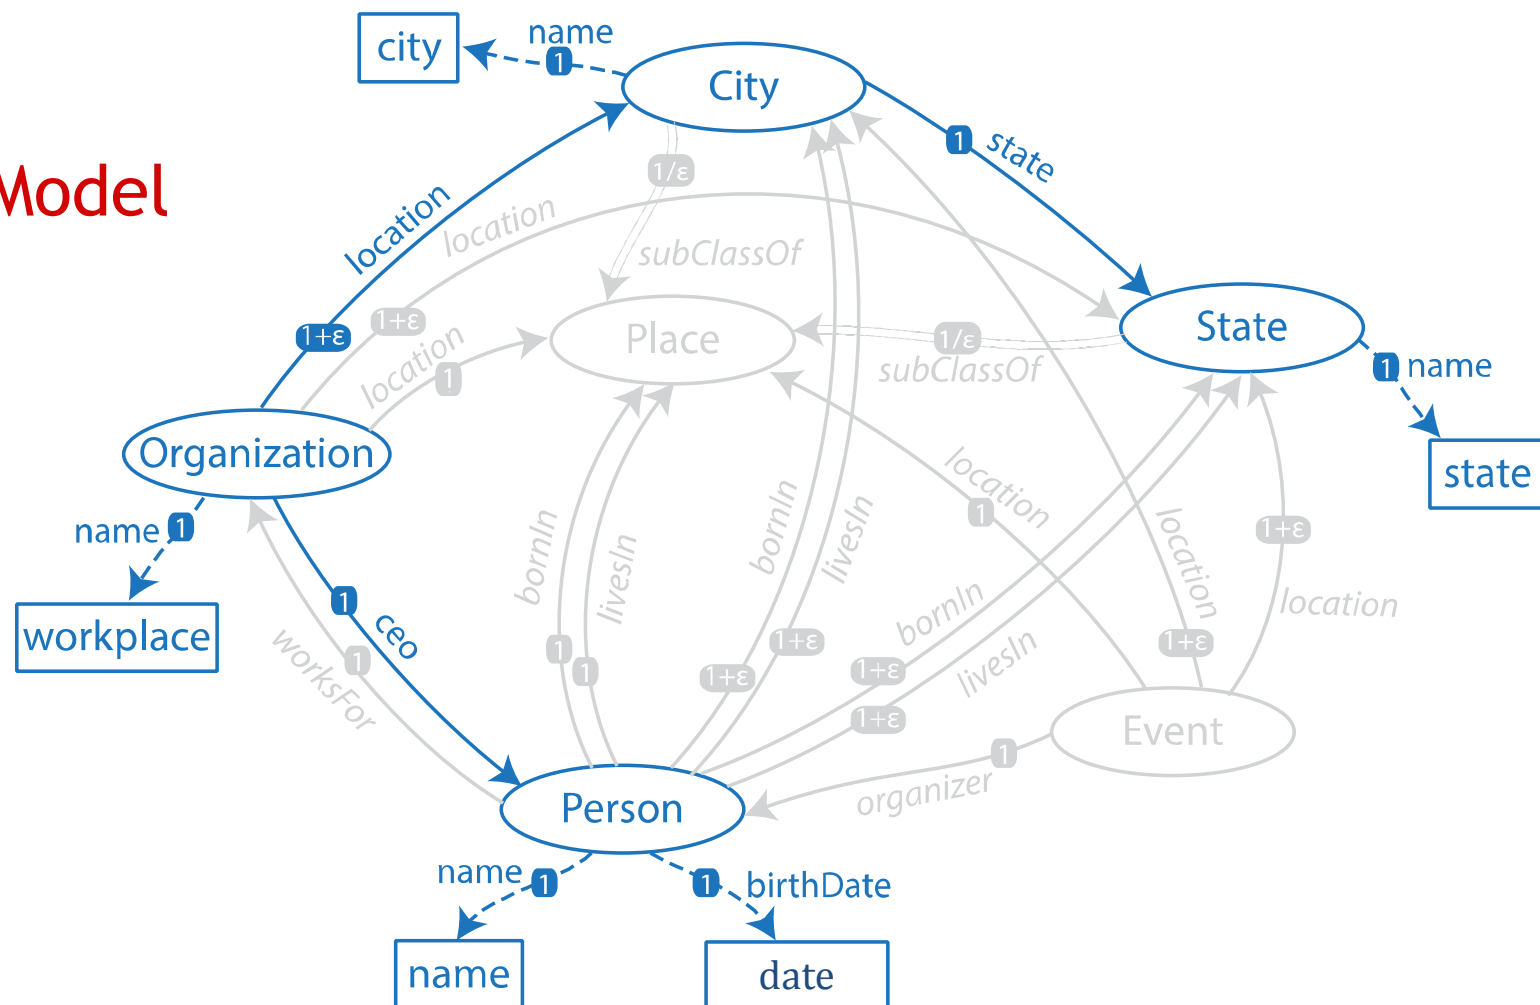 name
city
1
City
1
state
1/ε
Model
location
location
subClassOf
1+ε
1+ε
location
1
Place
1/ε
subClassOf
State
1
name
Organization
state
name
1
workplace
1
ceo
worksFor
1
bornIn
livesIn
1
1
bornIn
livesIn
1+ε
1+ε
bornIn
livesIn
1+ε
1+ε
location
1
location
1+ε
1+ε
location
Event
1
organizer
Person
name
1
1
birthDate
name
date